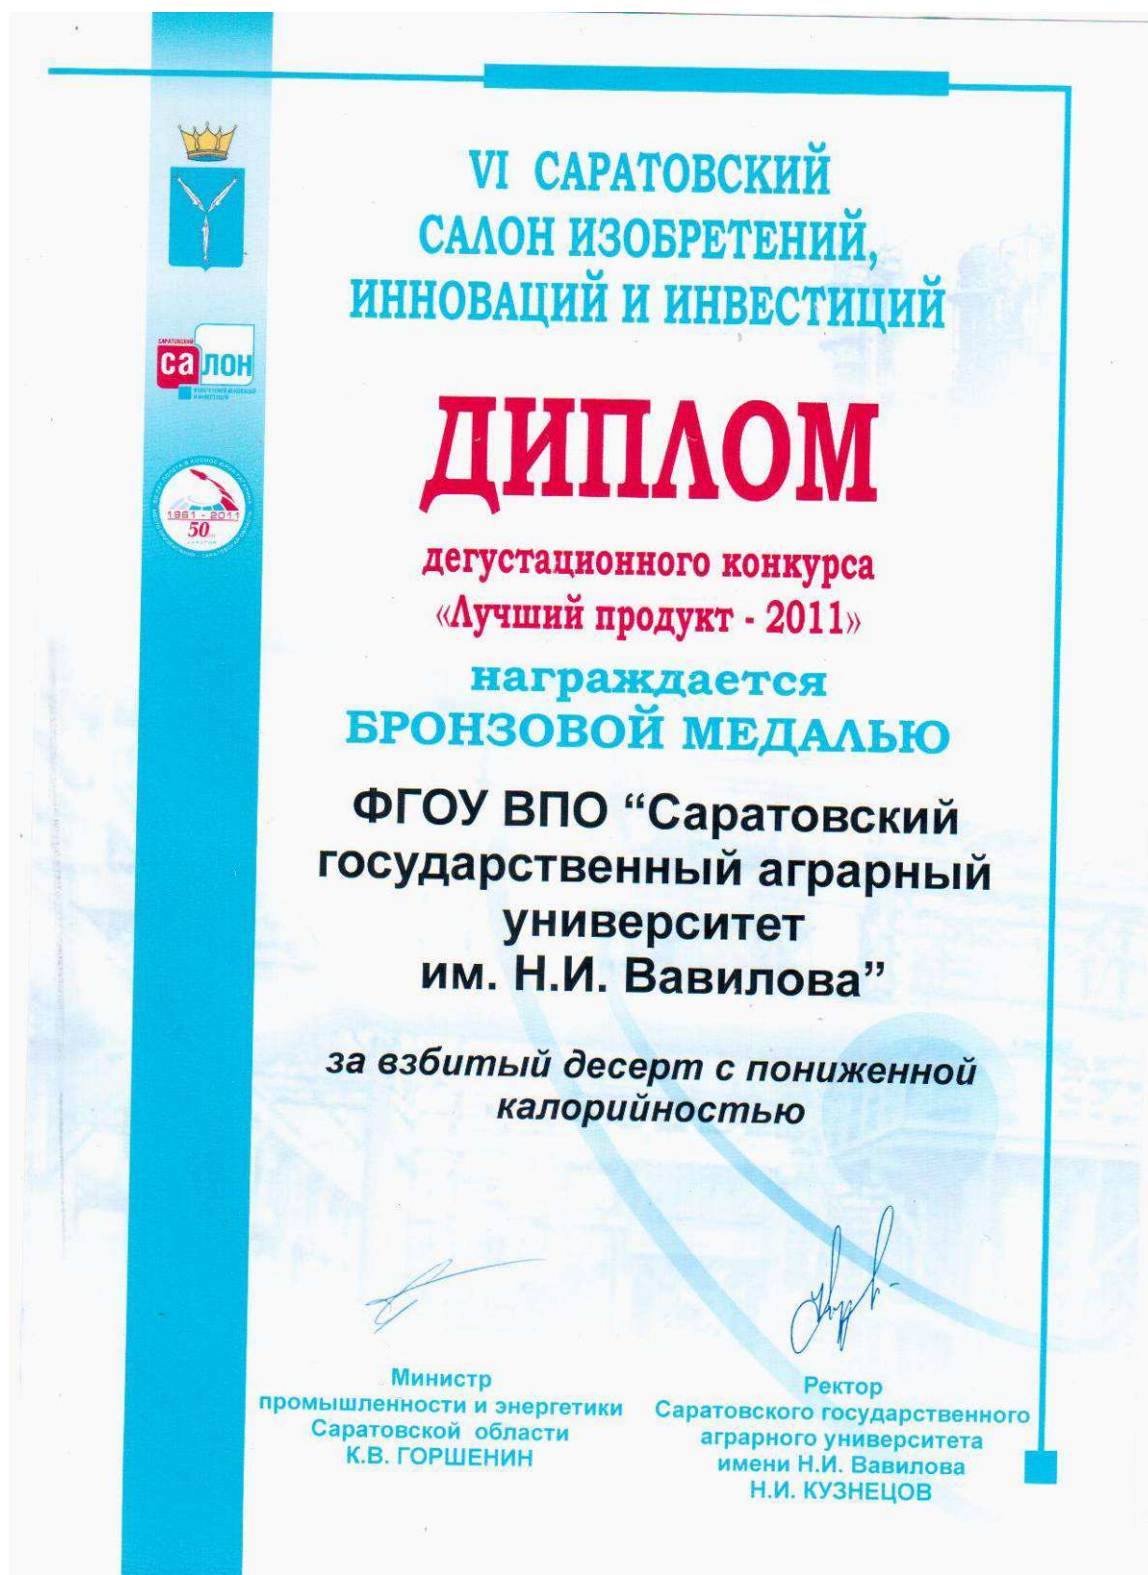 VI САРАТОВСКИЙ
САЛОН ИЗОБРЕТЕНИЙ,
ИННОВАЦИЙ И ИНВЕСТИЦИЙ
САРАТОВСКИЙ
салон
1961 - 2011
50
ДИПЛОМ
дегустационного конкурса
«Лучший продукт - 2011»
награждается
БРОНЗОВОЙ МЕДАЛЬЮ
ФГОУ ВПО “Саратовский
государственный аграрный
университет
им. Н.И. Вавилова”
за взбитый десерт с пониженной
калорийностью
Министр
промышленности и энергетики
Саратовской области
К.В. ГОРШЕНИН
Ректор
Саратовского государственного
аграрного университета
имени Н.И. Вавилова
Н.И. КУЗНЕЦОВ